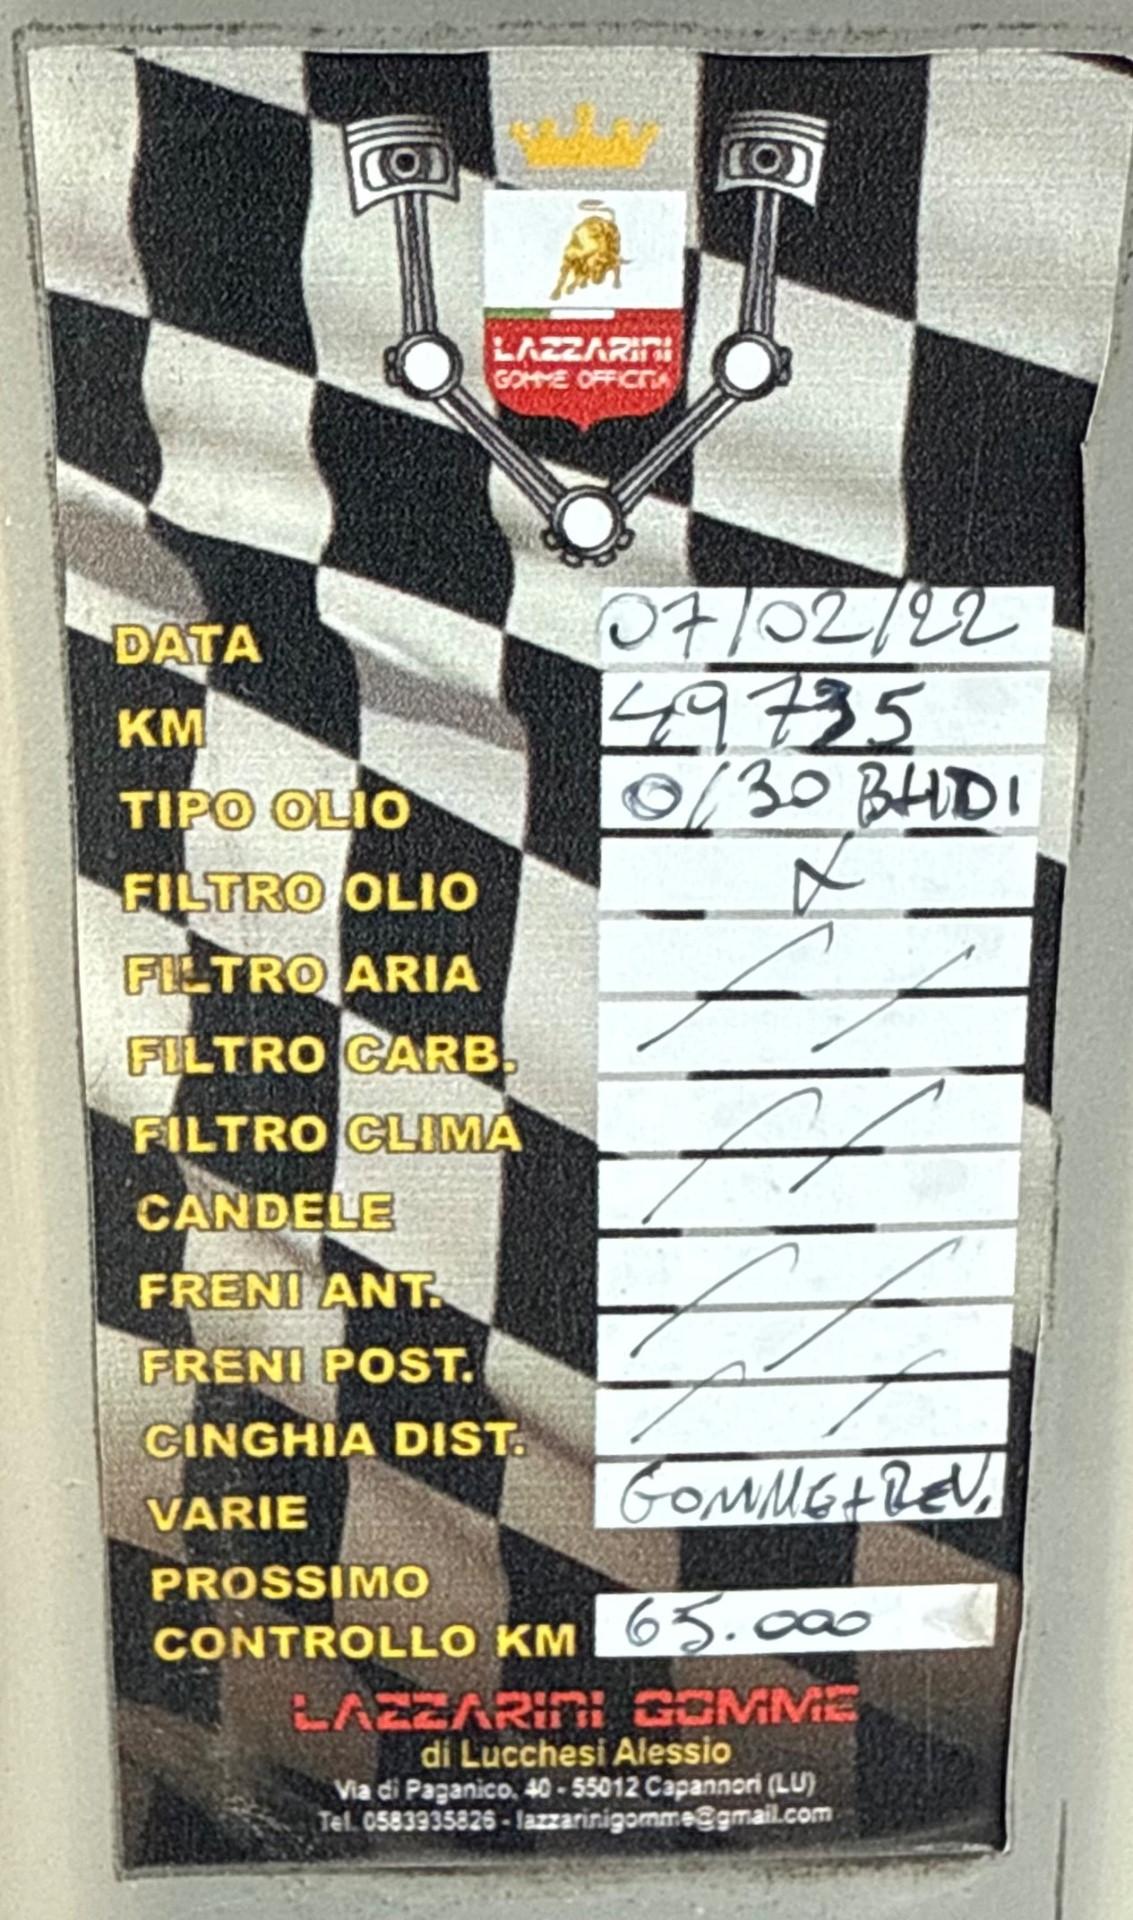 LAZZARINI
GOMME OFFICINA
DATA 07/02/22
KM 49735
TIPO OLIO 0/30 BHDI
FILTRO OLIO
FILTRO ARIA
FILTRO CARB.
FILTRO CLIMA
CANDELE
FRENI ANT.
FRENI POST.
CINGHIA DIST.
VARIE GOMME+REV.
PROSSIMO
CONTROLLO KM 65.000
LAZZARINI GOMME
di Lucchesi Alessio
Via di Paganico, 40 - 55012 Capannori (LU)
Tel. 0583935826 - lazzarinigomme@gmail.com